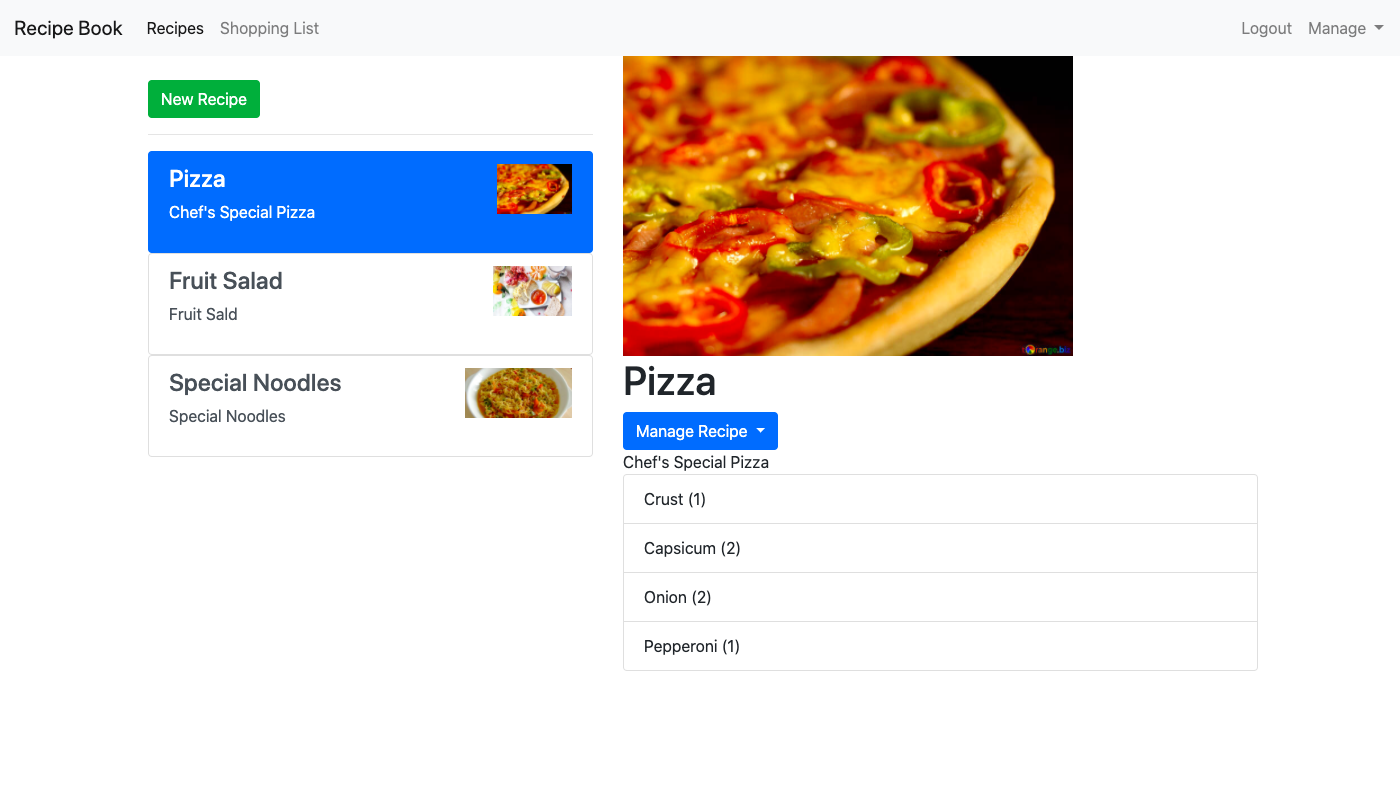 Recipe Book
Recipes
Shopping List
Logout
Manage
New Recipe
Pizza
Chef's Special Pizza
Fruit Salad
Fruit Sald
Special Noodles
Special Noodles
Pizza
Manage Recipe
Chef's Special Pizza
Crust (1)
Capsicum (2)
Onion (2)
Pepperoni (1)